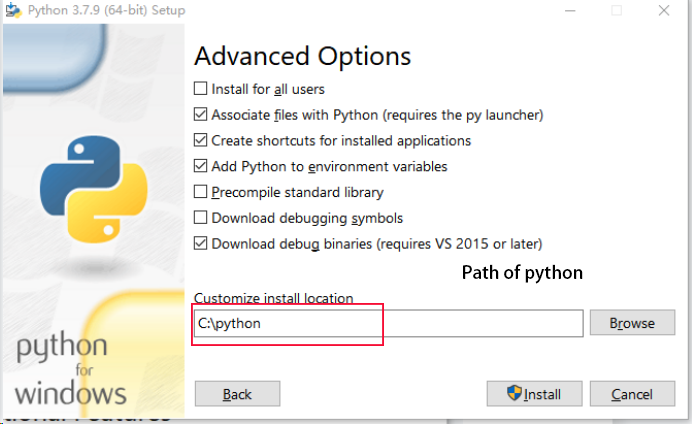 Python 3.7.9 (64-bit) Setup
Advanced Options
Install for all users
Associate files with Python (requires the py launcher)
Create shortcuts for installed applications
Add Python to environment variables
Precompile standard library
Download debugging symbols
Download debug binaries (requires VS 2015 or later)
Path of python
Customize install location
C:\python
Browse
python
for
windows
Back
Install
Cancel